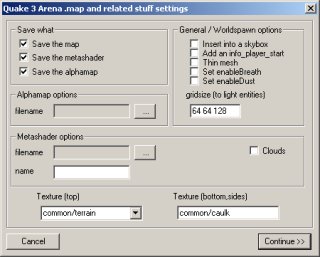 Quake 3 Arena .map and related stuff settings
Save what
Save the map
Save the metashader
Save the alphamap
General / Worldspawn options
Insert into a skybox
Add an info_player_start
Thin mesh
Set enableBreath
Set enableDust
gridsize (to light entities)
64 64 128
Alphamap options
filename
...
Metashader options
filename
...
Clouds
name
Texture (top)
Texture (bottom,sides)
common/terrain
common/caulk
Cancel
Continue >>